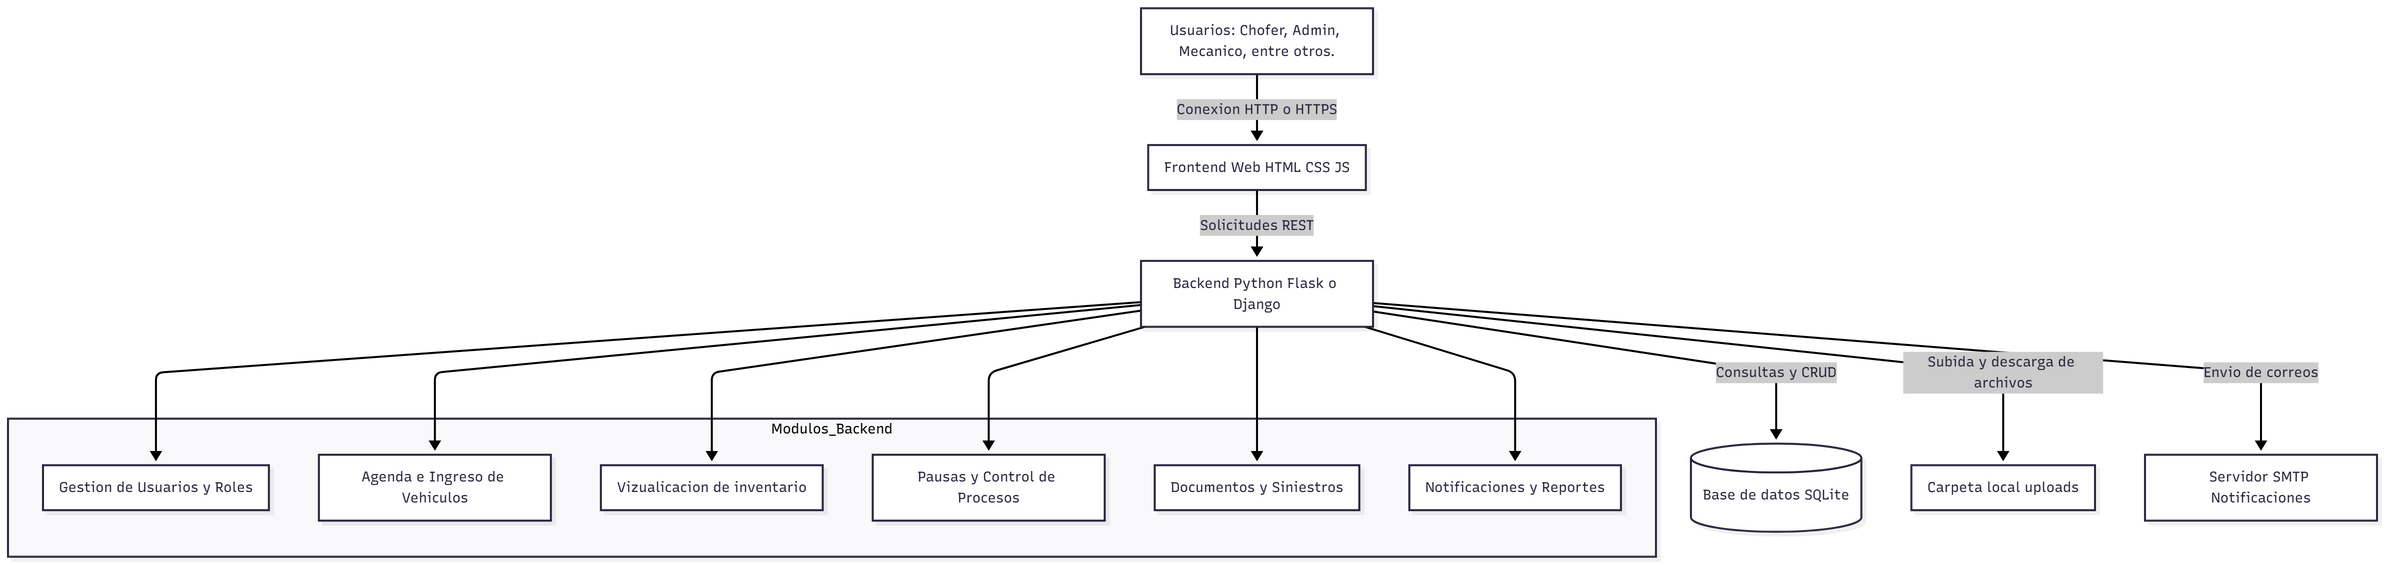 Usuarios: Chofer, Admin,
Mecanico, entre otros.
Conexion HTTP o HTTPS
Frontend Web HTML CSS JS
Solicitudes REST
Backend Python Flask o
Django
Consultas y CRUD
Subida y descarga de
archivos
Envio de correos
Modulos_Backend
Gestion de Usuarios y Roles
Agenda e Ingreso de
Vehiculos
Vizualicacion de inventario
Pausas y Control de
Procesos
Documentos y Siniestros
Notificaciones y Reportes
Base de datos SQLite
Carpeta local uploads
Servidor SMTP
Notificaciones